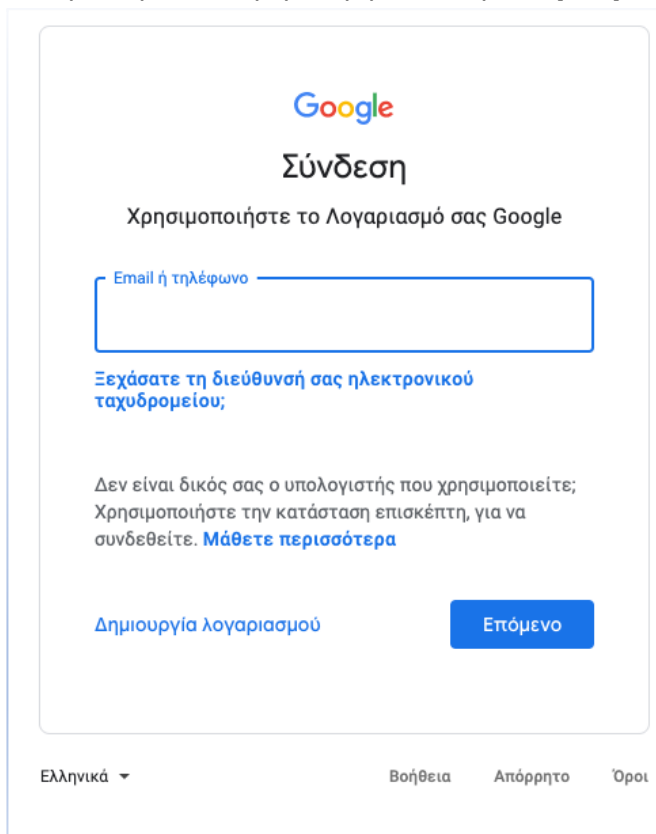 Google
Σύνδεση
Χρησιμοποιήστε το Λογαριασμό σας Google
Email ή τηλέφωνο
Ξεχάσατε τη διεύθυνσή σας ηλεκτρονικού
ταχυδρομείου;
Δεν είναι δικός σας ο υπολογιστής που χρησιμοποιείτε;
Χρησιμοποιήστε την κατάσταση επισκέπτη, για να
συνδεθείτε. Μάθετε περισσότερα
Δημιουργία λογαριασμού Επόμενο
Ελληνικά Βοήθεια Απόρρητο Όροι